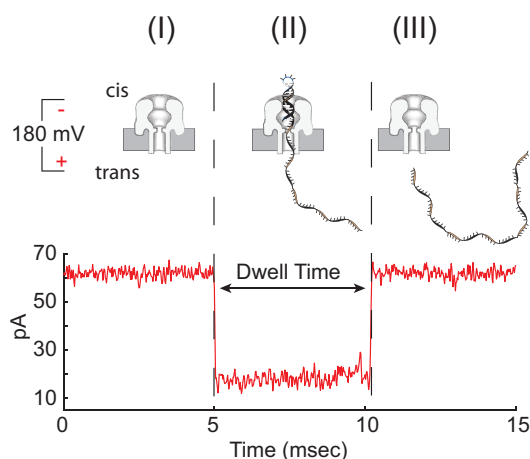 (I) (II) (III)
cis
-
180 mV
+
trans
70
50
30
10
pA
Dwell Time
0 5 10 15
Time (msec)